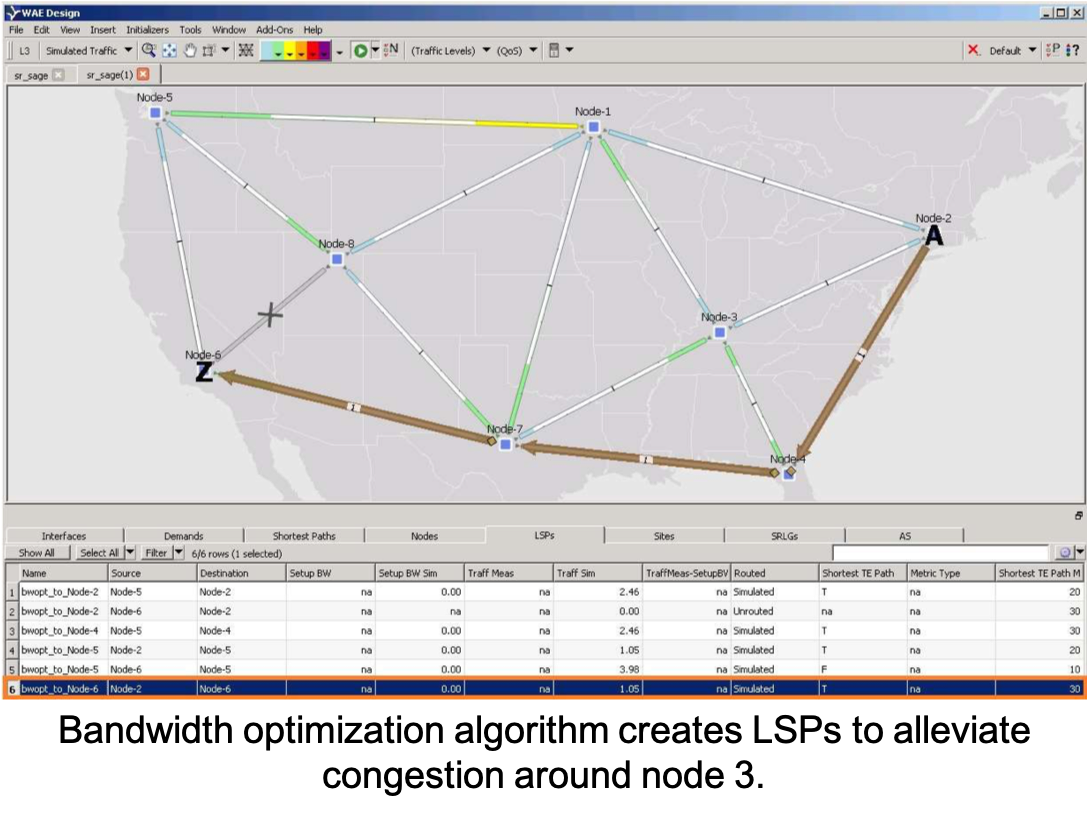 WAE Design
File Edit View Insert Initializers Tools Window Add-Ons Help
L3 Simulated Traffic N (Traffic Levels) (QoS) Default P ?
sr_sage sr_sage(1)
Node-5
Node-1
Node-2
A
Node-8
Node-3
Node-6
Z
1
1
Node-7
1
Node-4
Interfaces Demands Shortest Paths Nodes LSPs Sites SRLGs AS
Show All Select All Filter 6/6 rows (1 selected)
Name Source Destination Setup BW Setup BW Sim Traff Meas Traff Sim TraffMeas-SetupBV Routed Shortest TE Path Metric Type Shortest TE Path M
1 bwopt_to_Node-2 Node-5 Node-2 na 0.00 na 2.46 na Simulated T na 20
2 bwopt_to_Node-2 Node-6 Node-2 na na na 0.00 na Unrouted na na 30
3 bwopt_to_Node-4 Node-5 Node-4 na 0.00 na 2.46 na Simulated T na 30
4 bwopt_to_Node-5 Node-2 Node-5 na 0.00 na 1.05 na Simulated T na 20
5 bwopt_to_Node-5 Node-6 Node-5 na 0.00 na 3.98 na Simulated F na 10
6 bwopt_to_Node-6 Node-2 Node-6 na 0.00 na 1.05 na Simulated T na 30
Bandwidth optimization algorithm creates LSPs to alleviate
congestion around node 3.